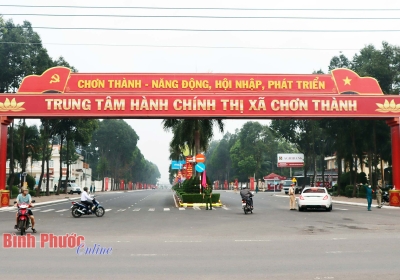 CHƠN THÀNH - NĂNG ĐỘNG, HỘI NHẬP, PHÁT TRIỂN
TRUNG TÂM HÀNH CHÍNH THỊ XÃ CHƠN THÀNH
Bình Phước
Online